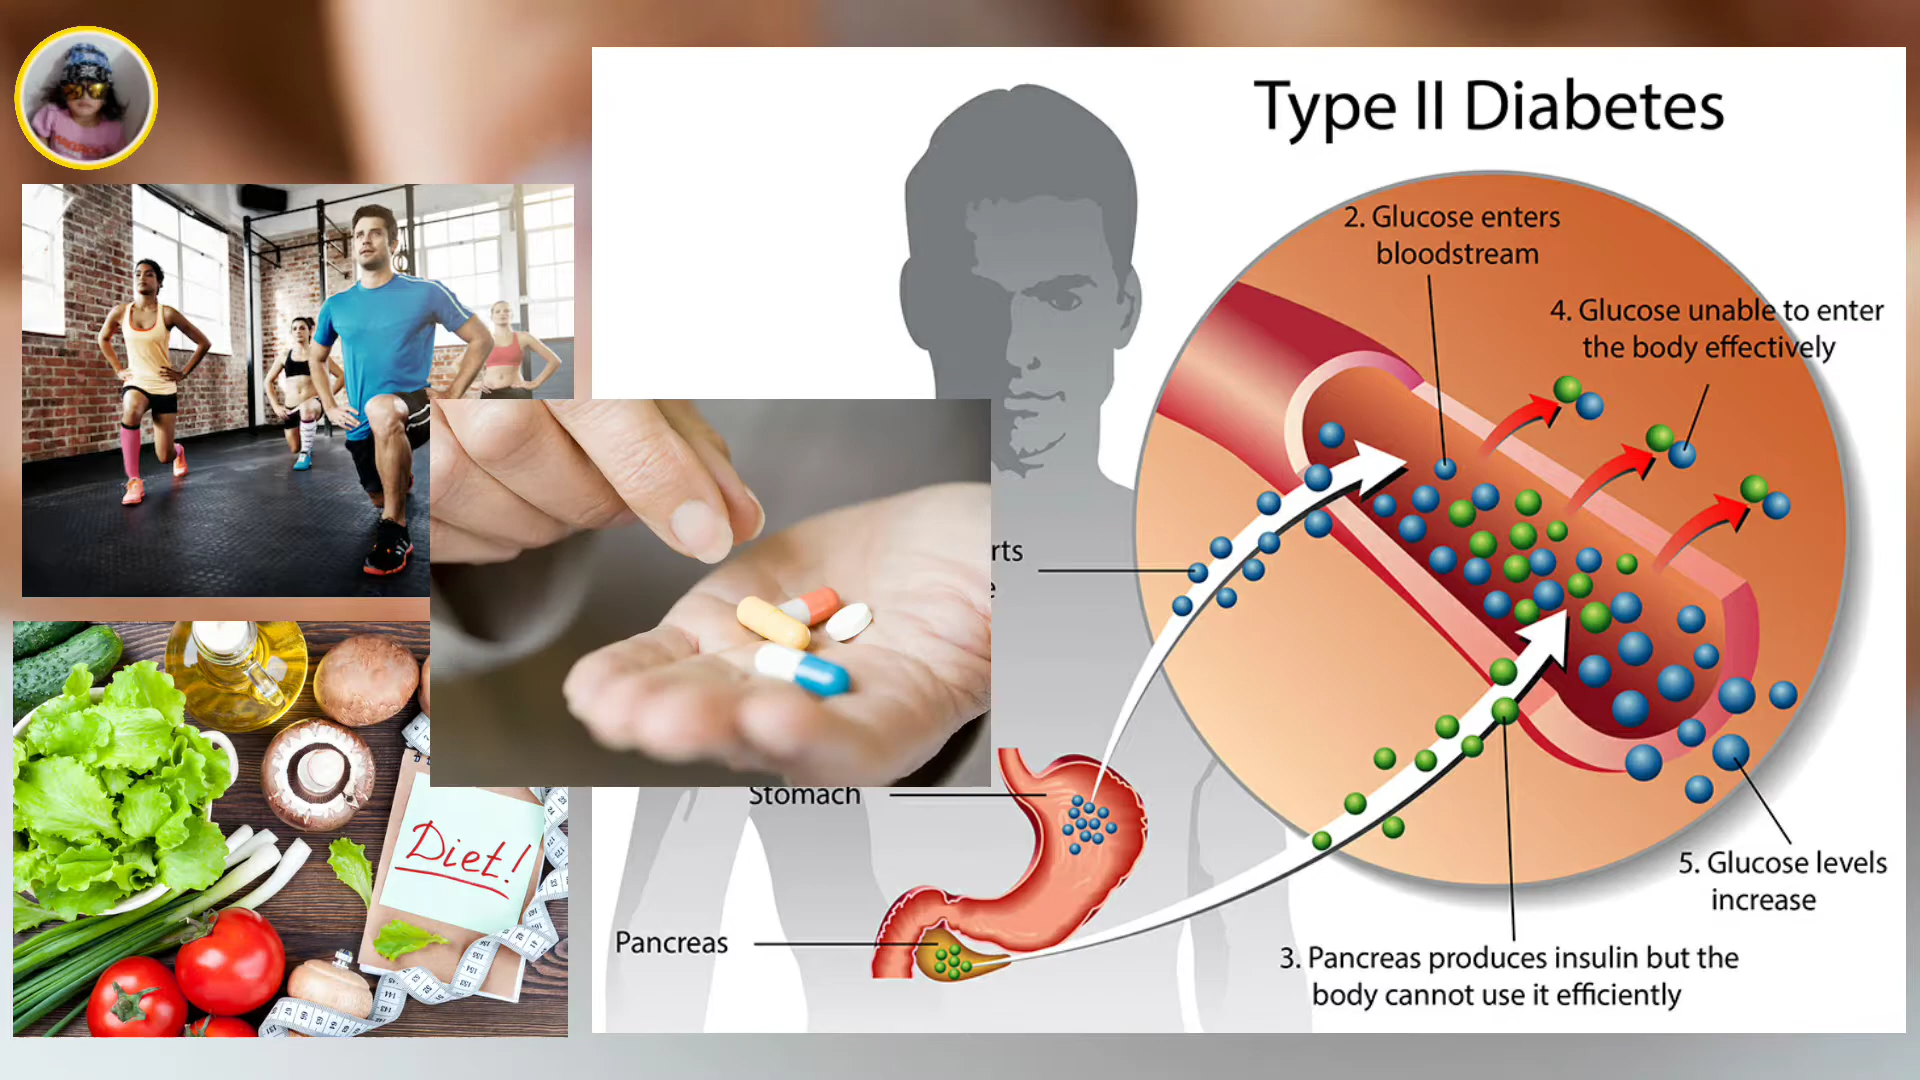 Type II Diabetes
2. Glucose enters
bloodstream
4. Glucose unable to enter
the body effectively
Stomach
Pancreas
5. Glucose levels
increase
3. Pancreas produces insulin but the
body cannot use it efficiently
Diet!